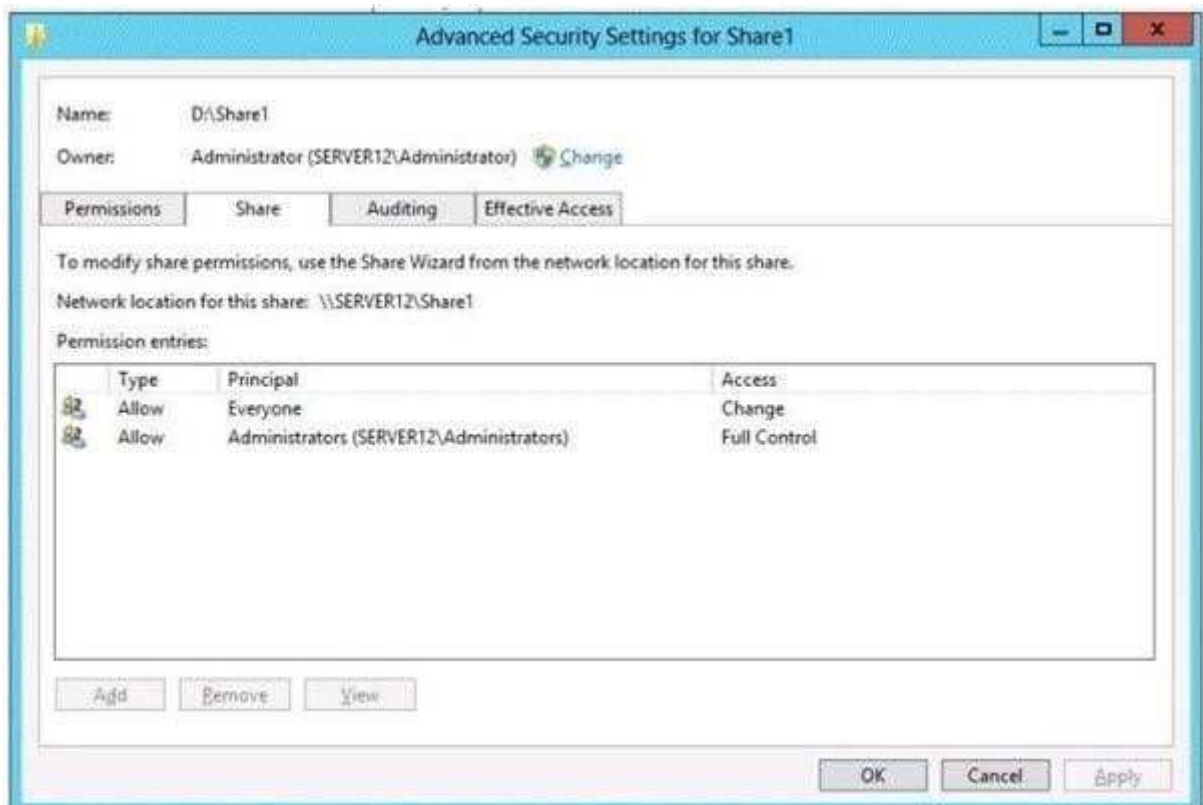 Advanced Security Settings for Share1
Name: D:\Share1
Owner: Administrator (SERVER12\Administrator) Change
Permissions Share Auditing Effective Access
To modify share permissions, use the Share Wizard from the network location for this share.
Network location for this share: \\SERVER12\Share1
Permission entries:
Type Principal Access
Allow Everyone Change
Allow Administrators (SERVER12\Administrators) Full Control
Add Remove View
OK Cancel Apply